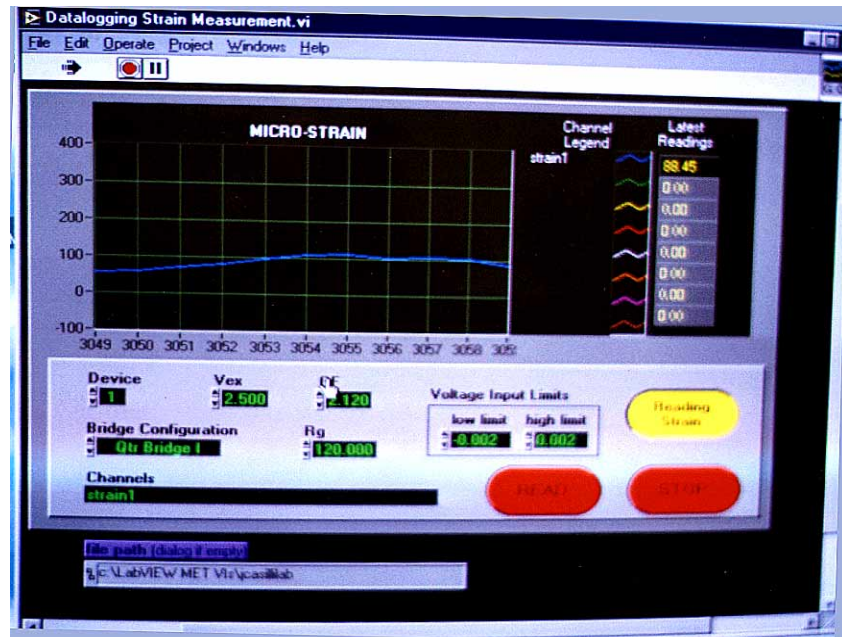 Datalogging Strain Measurement.vi
File Edit Operate Project Windows Help
MICRO-STRAIN
Channel Legend
Latest Readings
strain1
88.45
0.00
0.00
0.00
0.00
0.00
0.00
0.00
400
300
200
100
0
-100
3049 3050 3051 3052 3053 3054 3055 3056 3057 3058
Device
1
Vex
2.500
2.120
Voltage Input Limits
low limit
-0.002
high limit
0.002
Reading Strain
Bridge Configuration
Qtr Bridge I
Rg
120.000
Channels
strain1
READ
STOP
file path (dialog if empty)